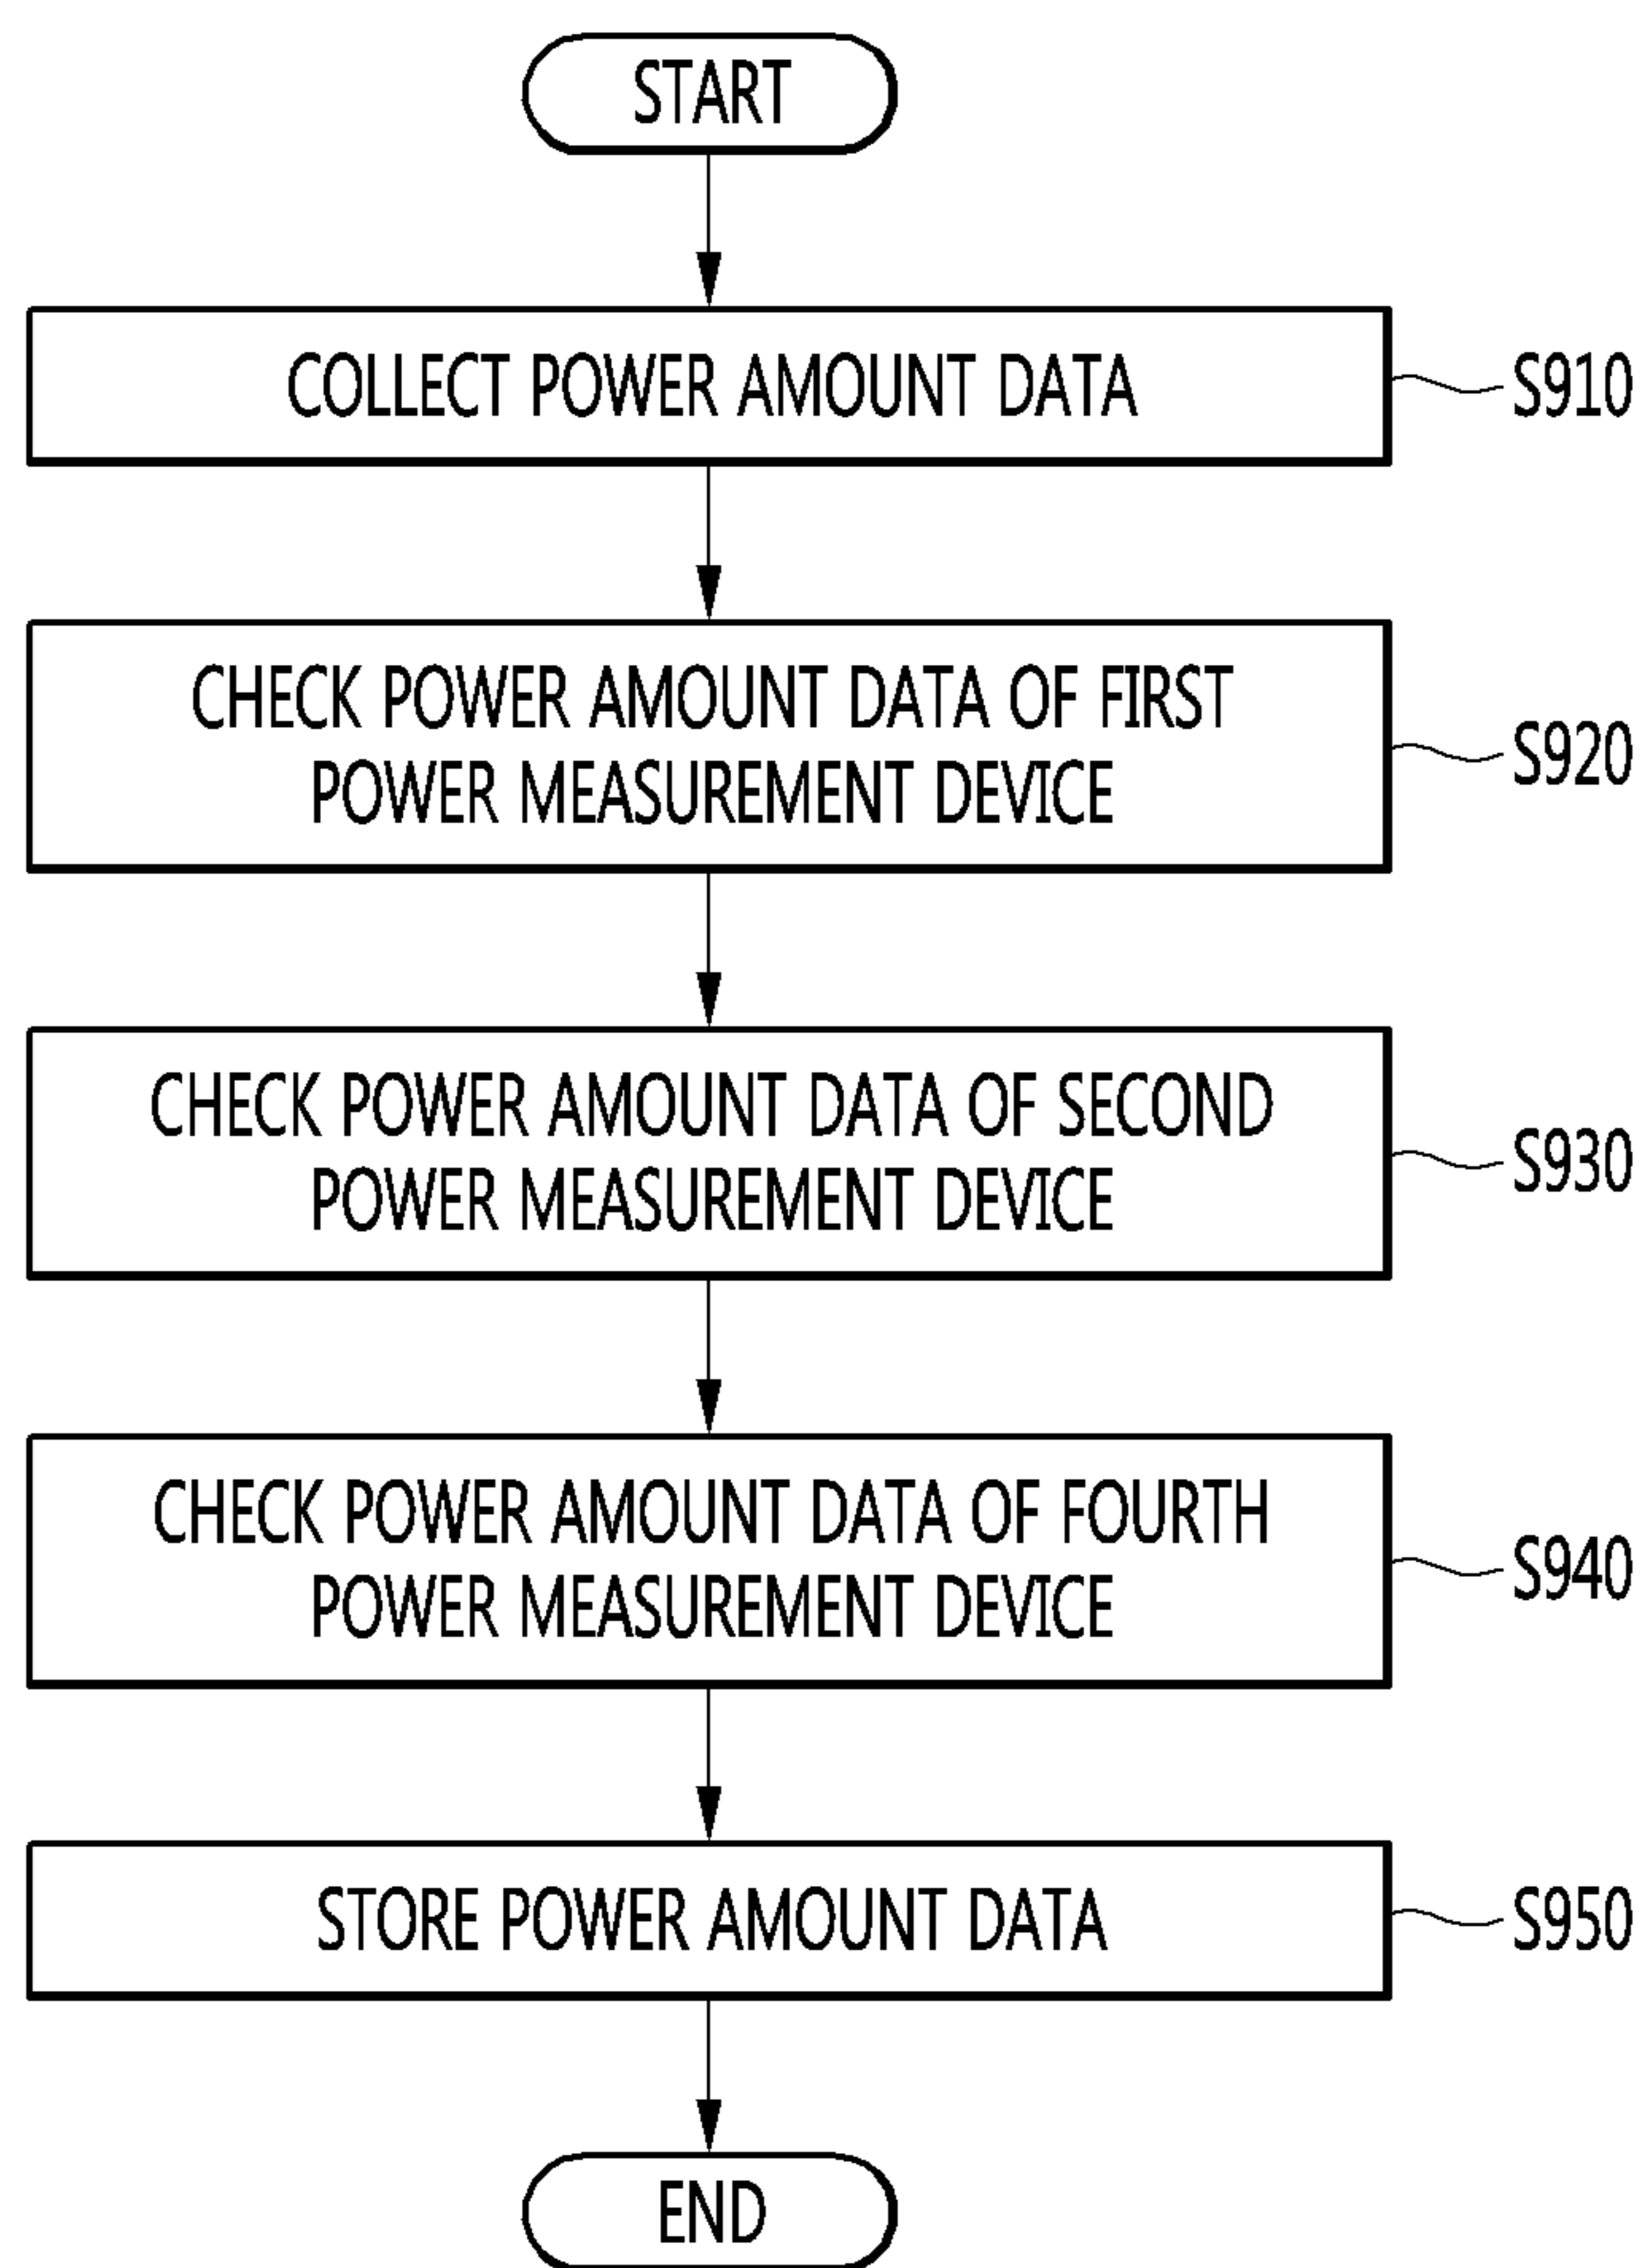 START
COLLECT POWER AMOUNT DATA
S910
CHECK POWER AMOUNT DATA OF FIRST
POWER MEASUREMENT DEVICE
S920
CHECK POWER AMOUNT DATA OF SECOND
POWER MEASUREMENT DEVICE
S930
CHECK POWER AMOUNT DATA OF FOURTH
POWER MEASUREMENT DEVICE
S940
STORE POWER AMOUNT DATA
S950
END